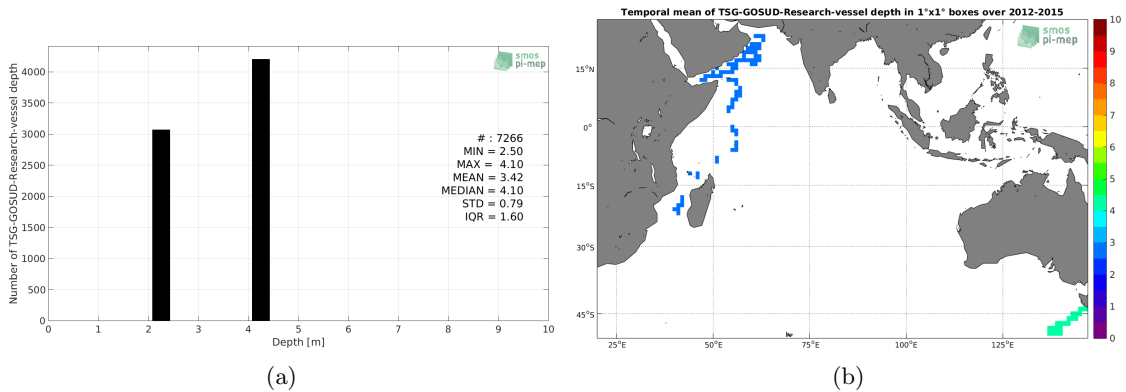 smos
pi-mep
Number of TSG-GOSUD-Research-vessel depth
4000
3500
3000
2500
2000
1500
1000
500
0
# : 7266
MIN = 2.50
MAX = 4.10
MEAN = 3.42
MEDIAN = 4.10
STD = 0.79
IQR = 1.60
0 1 2 3 4 5 6 7 8 9 10
Depth [m]
(a)
Temporal mean of TSG-GOSUD-Research-vessel depth in 1°x1° boxes over 2012-2015
smos
pi-mep
15°N
0°
15°S
30°S
45°S
25°E 50°E 75°E 100°E 125°E
10
9
8
7
6
5
4
3
2
1
0
(b)